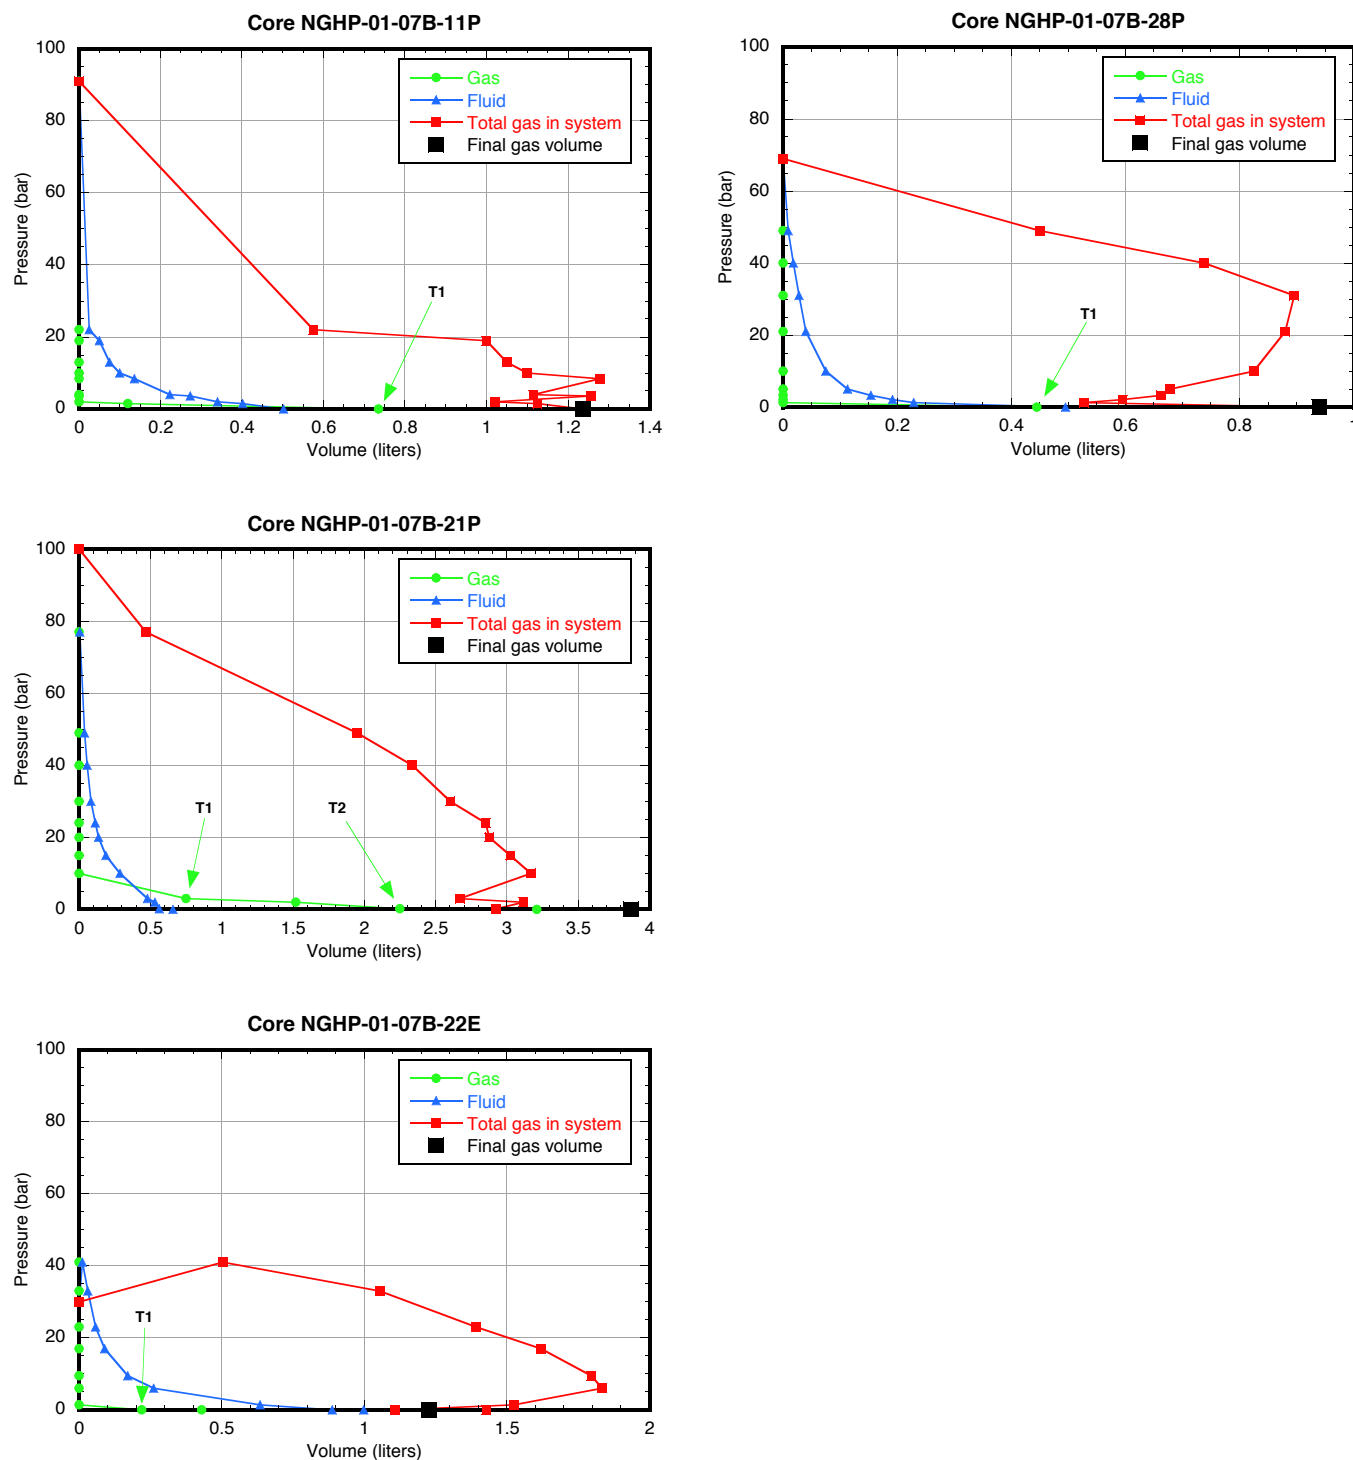 Core NGHP-01-07B-11P
100
80
60
40
20
0
Pressure (bar)
Gas
Fluid
Total gas in system
Final gas volume
T1
0 0.2 0.4 0.6 0.8 1 1.2 1.4
Volume (liters)
Core NGHP-01-07B-28P
100
80
60
40
20
0
Pressure (bar)
Gas
Fluid
Total gas in system
Final gas volume
T1
0 0.2 0.4 0.6 0.8 1
Volume (liters)
Core NGHP-01-07B-21P
100
80
60
40
20
0
Pressure (bar)
Gas
Fluid
Total gas in system
Final gas volume
T1 T2
0 0.5 1 1.5 2 2.5 3 3.5 4
Volume (liters)
Core NGHP-01-07B-22E
100
80
60
40
20
0
Pressure (bar)
Gas
Fluid
Total gas in system
Final gas volume
T1
0 0.5 1 1.5 2
Volume (liters)